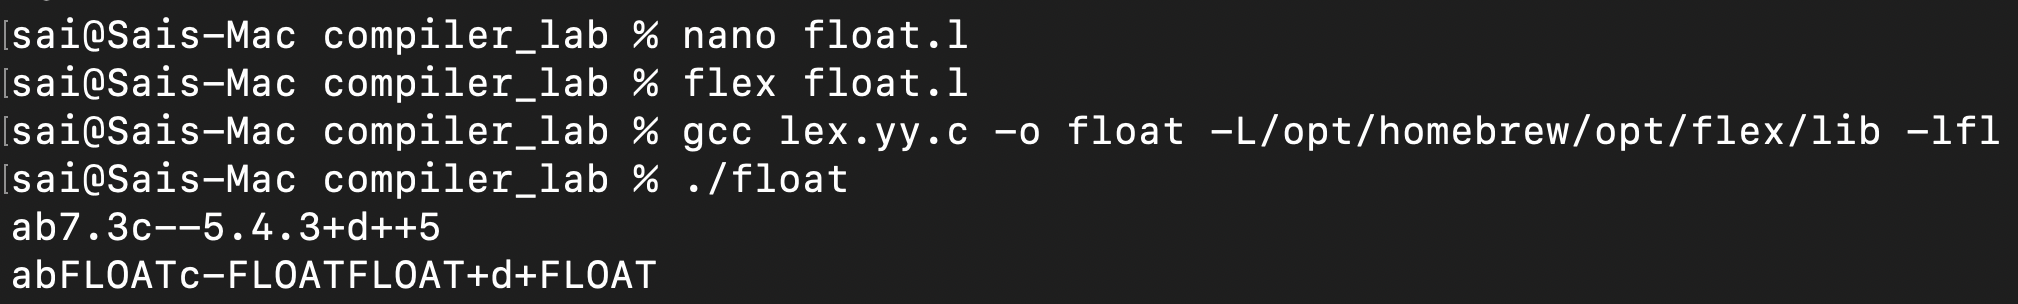 [sai@Sais-Mac compiler_lab % nano float.l
[sai@Sais-Mac compiler_lab % flex float.l
[sai@Sais-Mac compiler_lab % gcc lex.yy.c -o float -L/opt/homebrew/opt/flex/lib -lfl
[sai@Sais-Mac compiler_lab % ./float
ab7.3c--5.4.3+d++5
abFLOATc-FLOATFLOAT+d+FLOAT